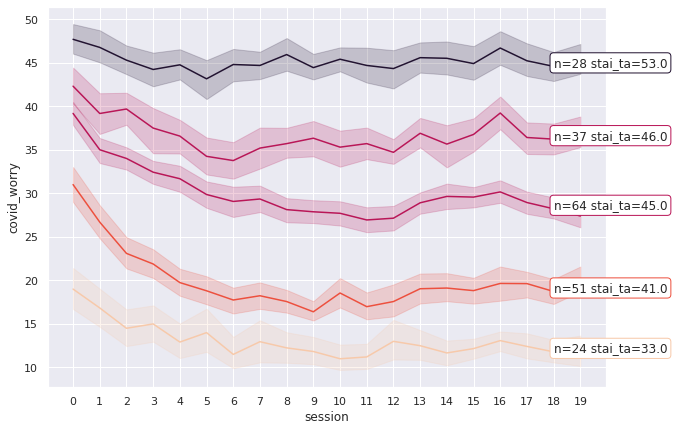 50
45
40
35
30
25
20
15
10
covid_worry
n=28 stai_ta=53.0
n=37 stai_ta=46.0
n=64 stai_ta=45.0
n=51 stai_ta=41.0
n=24 stai_ta=33.0
0 1 2 3 4 5 6 7 8 9 10 11 12 13 14 15 16 17 18 19
session